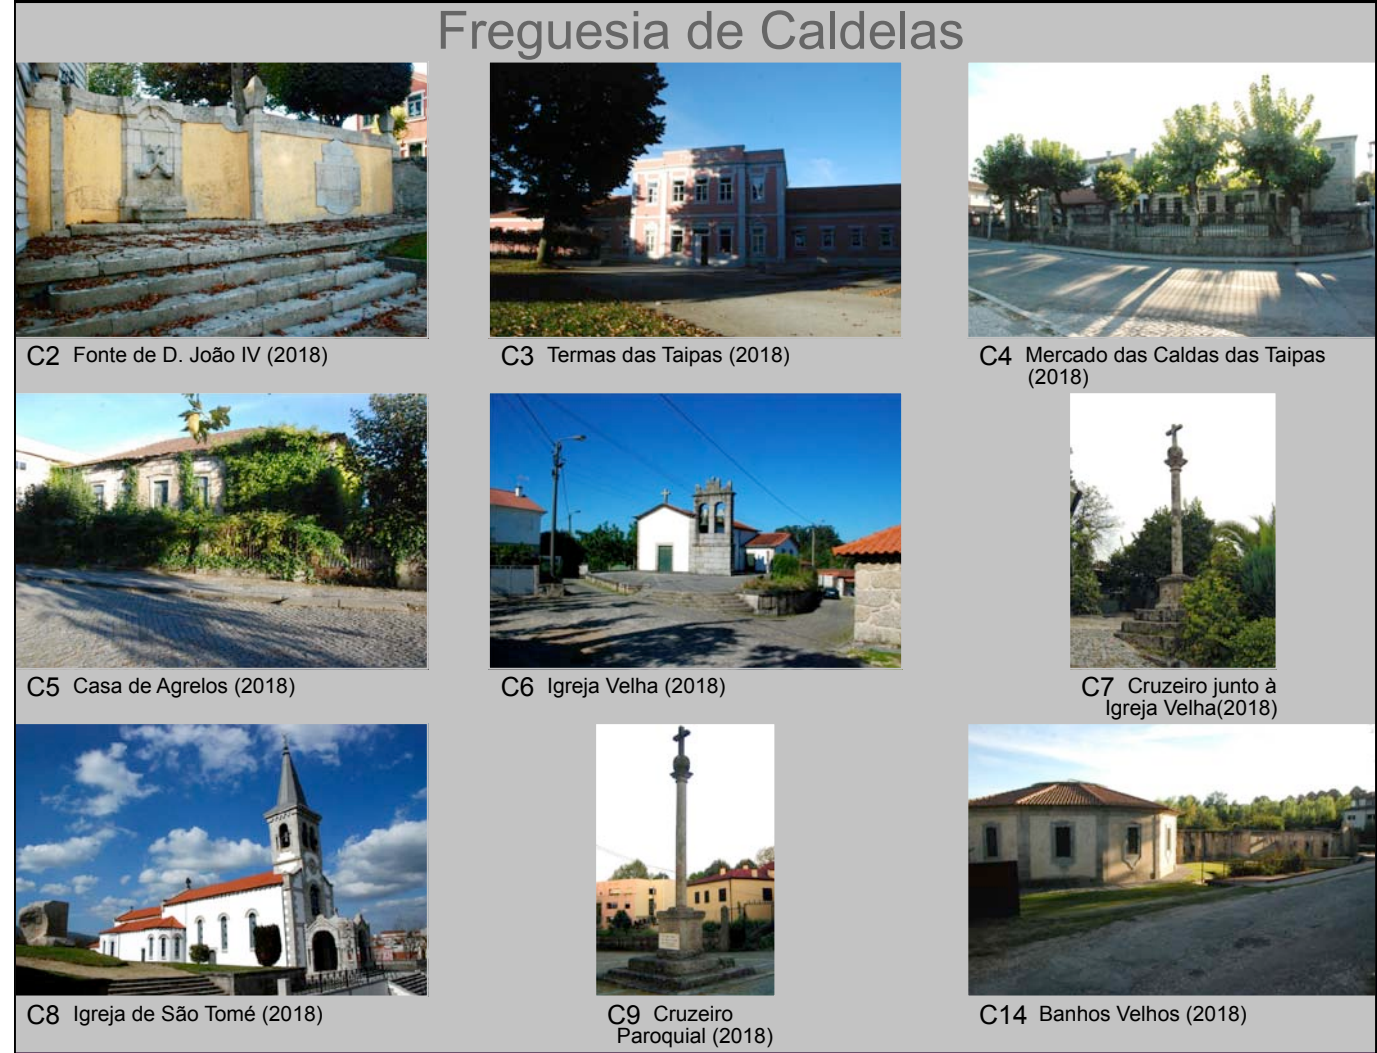 Freguesia de Caldelas
C2 Fonte de D. João IV (2018)
C3 Termas das Taipas (2018)
C4 Mercado das Caldas das Taipas
(2018)
C5 Casa de Agrelos (2018)
C6 Igreja Velha (2018)
C7 Cruzeiro junto à
Igreja Velha(2018)
C8 Igreja de São Tomé (2018)
C9 Cruzeiro
Paroquial (2018)
C14 Banhos Velhos (2018)